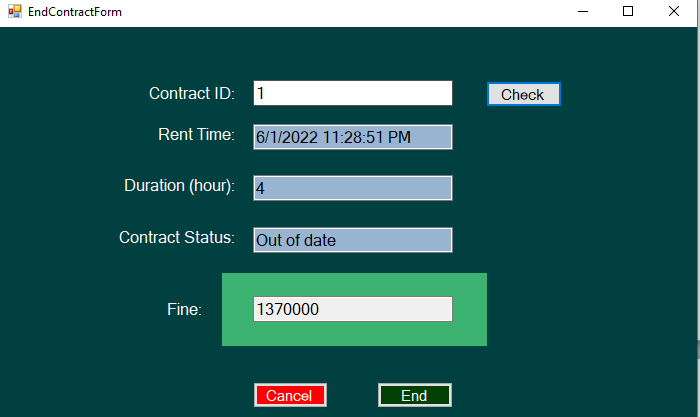 EndContractForm
Contract ID: 1 Check
Rent Time: 6/1/2022 11:28:51 PM
Duration (hour): 4
Contract Status: Out of date
Fine: 1370000
Cancel End